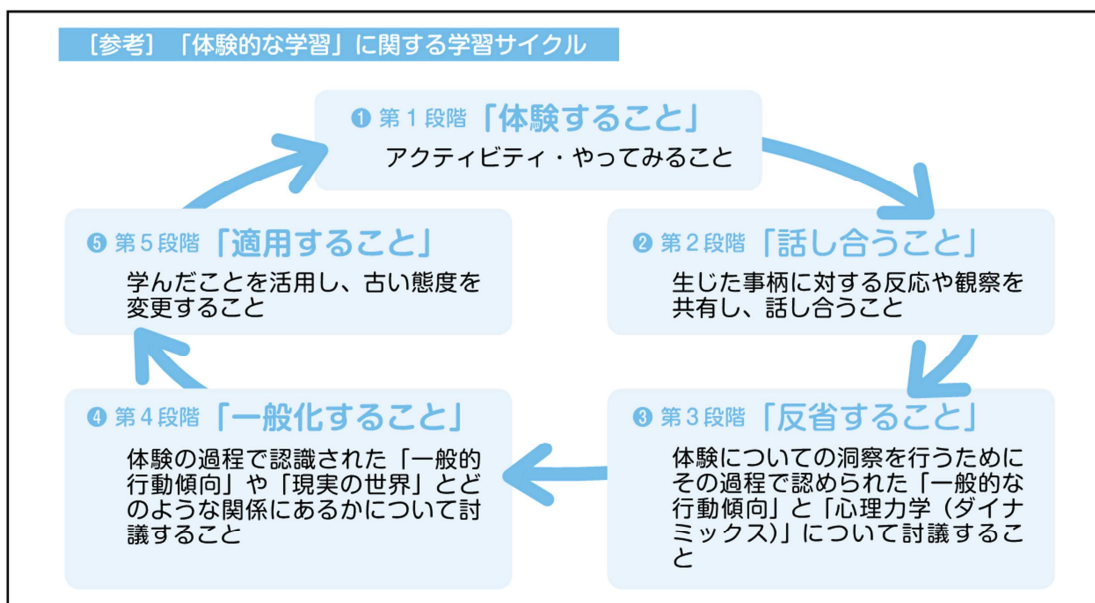 ［参考］「体験的な学習」に関する学習サイクル
❶ 第１段階「体験すること」
アクティビティ・やってみること
❷ 第２段階「話し合うこと」
生じた事柄に対する反応や観察を
共有し、話し合うこと
❸ 第３段階「反省すること」
体験についての洞察を行うために
その過程で認められた「一般的な
行動傾向」と「心理力学（ダイナ
ミックス）」について討議するこ
と
❹ 第４段階「一般化すること」
体験の過程で認識された「一般的
行動傾向」や「現実の世界」とど
のような関係にあるかについて討
議すること
❺ 第５段階「適用すること」
学んだことを活用し、古い態度を
変更すること